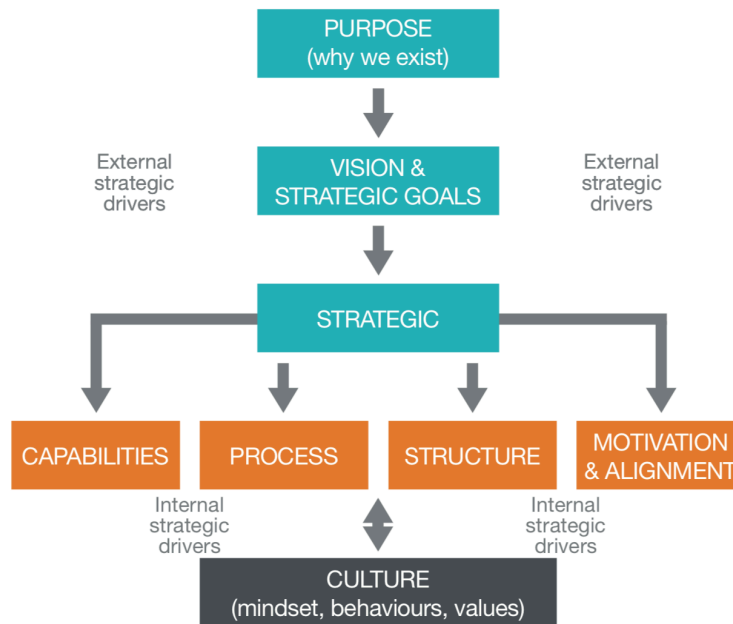 PURPOSE
(why we exist)
External
strategic
drivers
VISION &
STRATEGIC GOALS
External
strategic
drivers
STRATEGIC
CAPABILITIES
PROCESS
STRUCTURE
MOTIVATION
& ALIGNMENT
Internal
strategic
drivers
Internal
strategic
drivers
CULTURE
(mindset, behaviours, values)